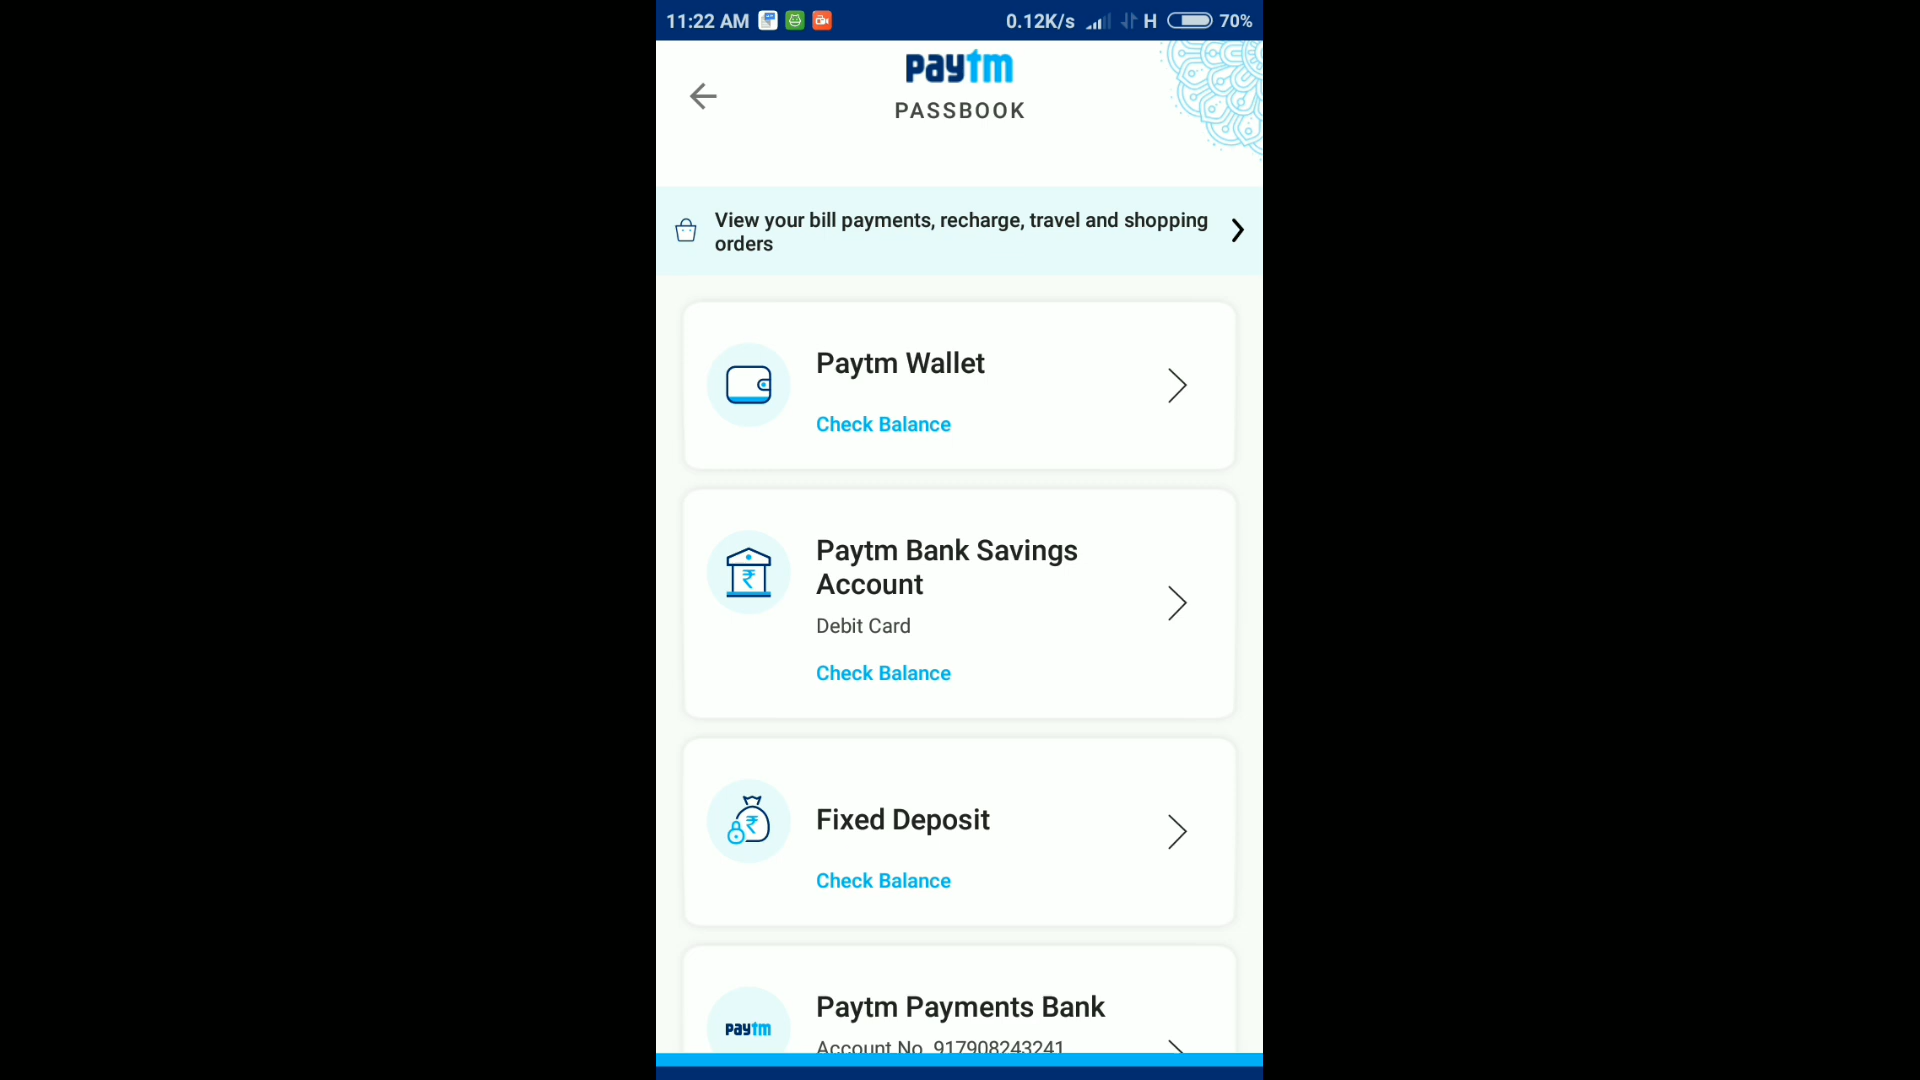 11:22 AM 0.12K/s H 70%
paytm
PASSBOOK
View your bill payments, recharge, travel and shopping
orders
Paytm Wallet
Check Balance
Paytm Bank Savings
Account
Debit Card
Check Balance
Fixed Deposit
Check Balance
Paytm Payments Bank
paytm
Account No. 917908243241